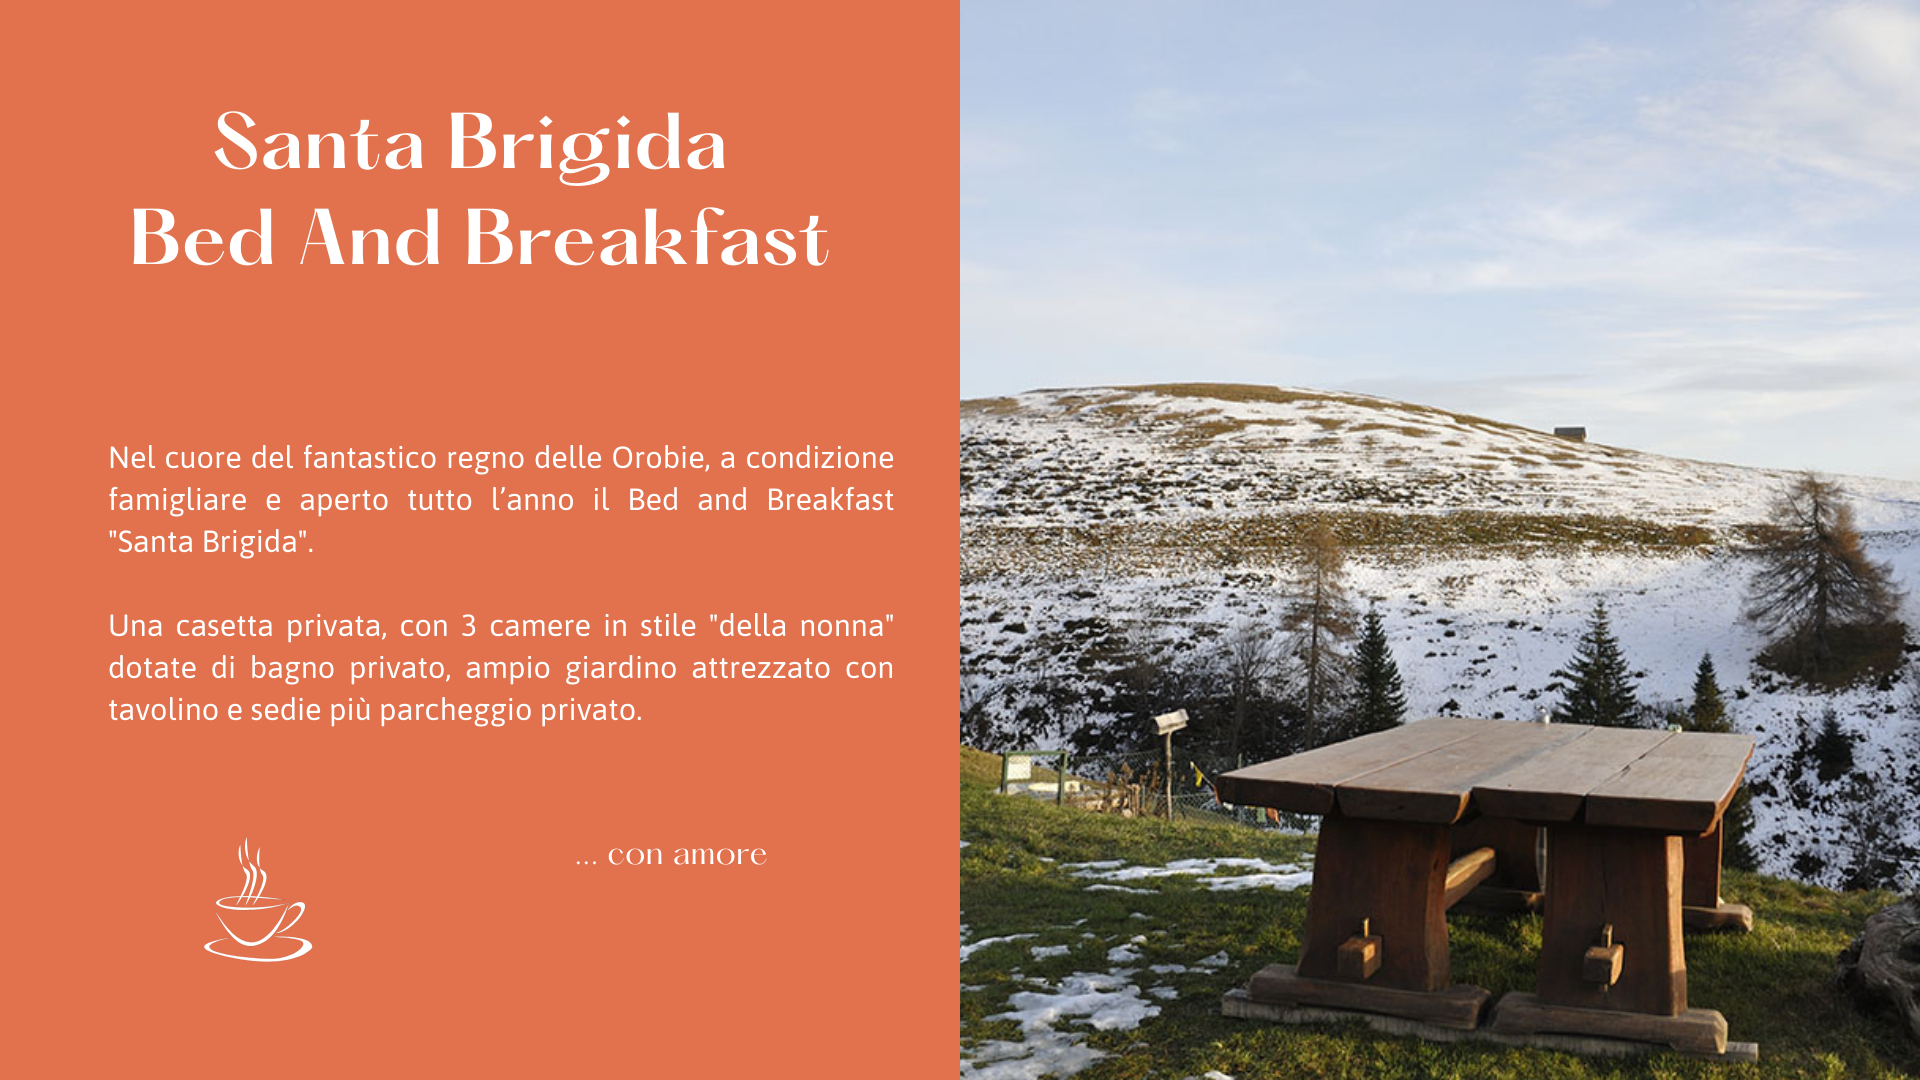 Santa Brigida
Bed And Breakfast
Nel cuore del fantastico regno delle Orobie, a condizione
famigliare e aperto tutto l’anno il Bed and Breakfast
"Santa Brigida".
Una casetta privata, con 3 camere in stile "della nonna"
dotate di bagno privato, ampio giardino attrezzato con
tavolino e sedie più parcheggio privato.
... con amore